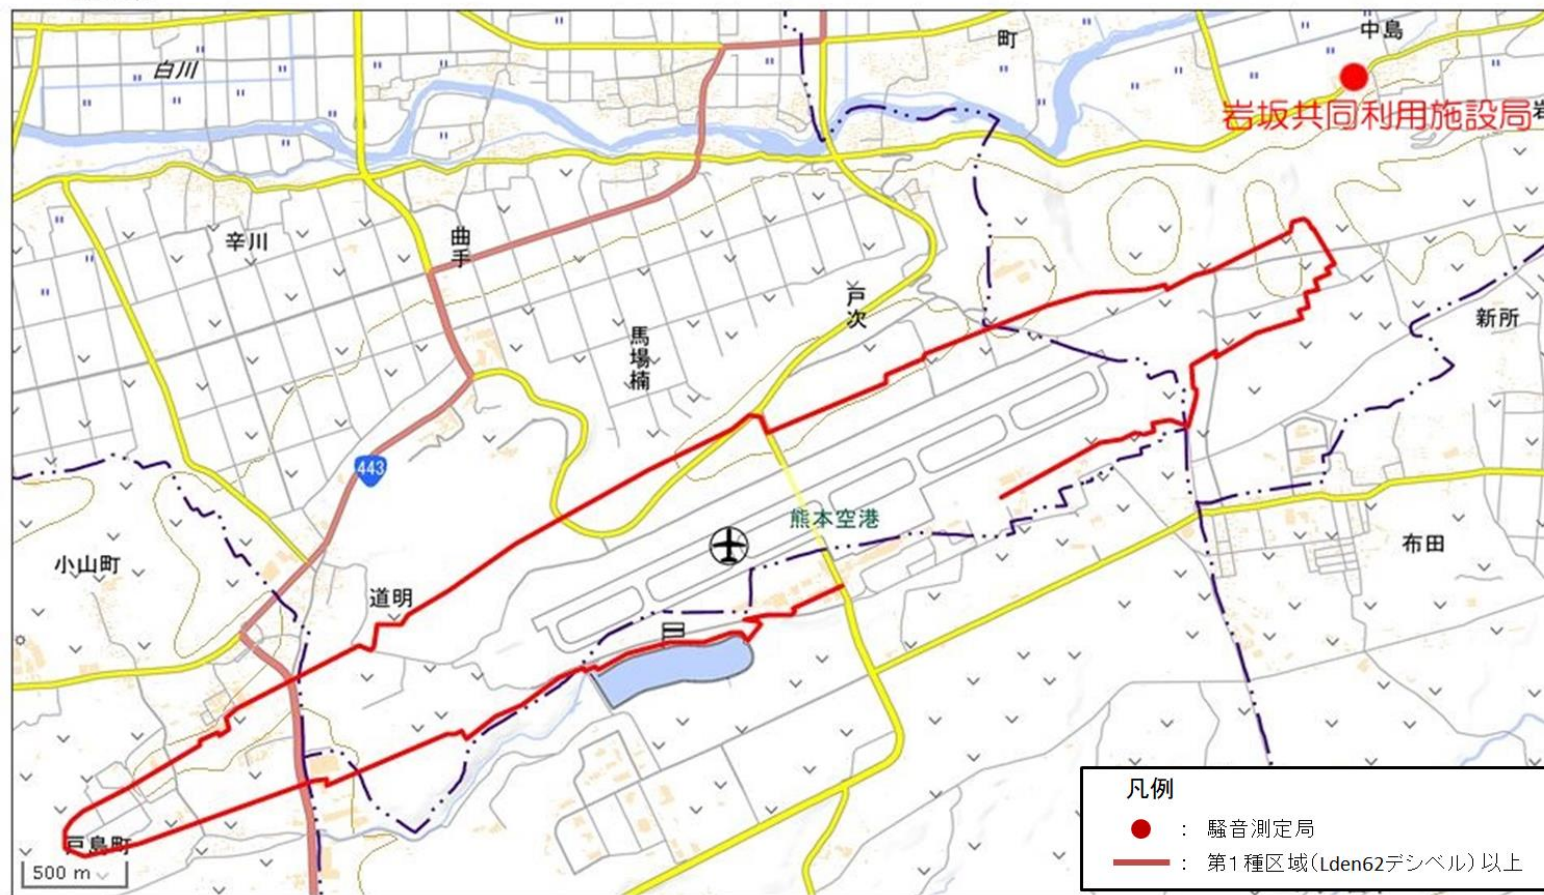 中島
町
白川
岩坂共同利用施設局
岩
辛川
曲手
戸次
馬場楠
新所
443
熊本空港
布田
小山町
道明
戸島町
500 m
凡例
： 騒音測定局
： 第1種区域(Lden62デシベル)以上